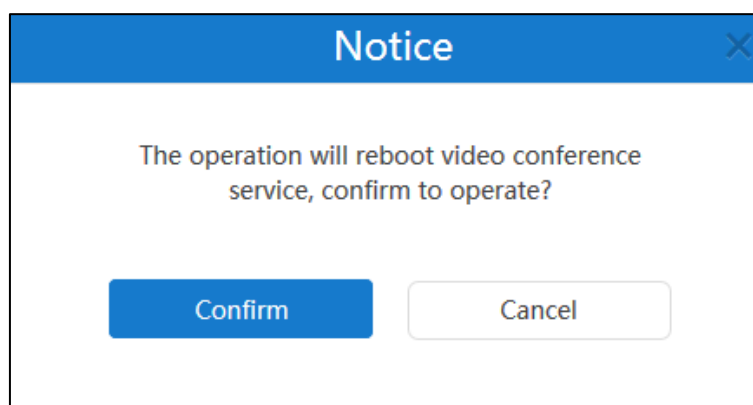 Notice
The operation will reboot video conference
service, confirm to operate?
Confirm
Cancel